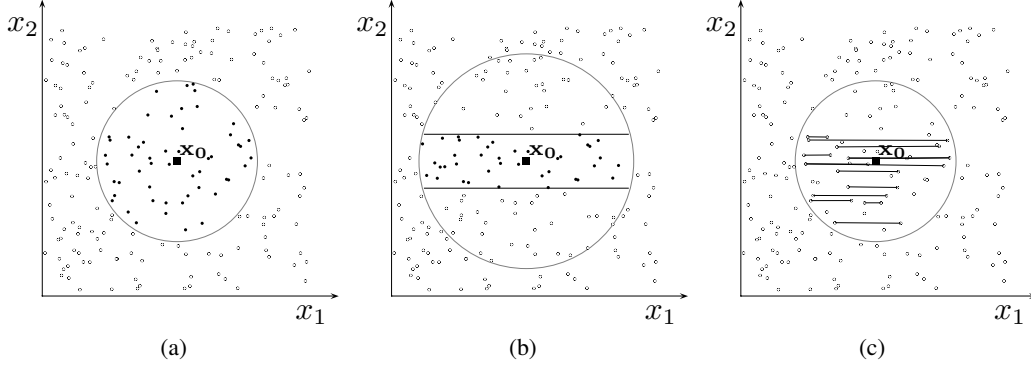 x₂ x₂ x₂
x₀ x₀ x₀
x₁ x₁ x₁
(a) (b) (c)